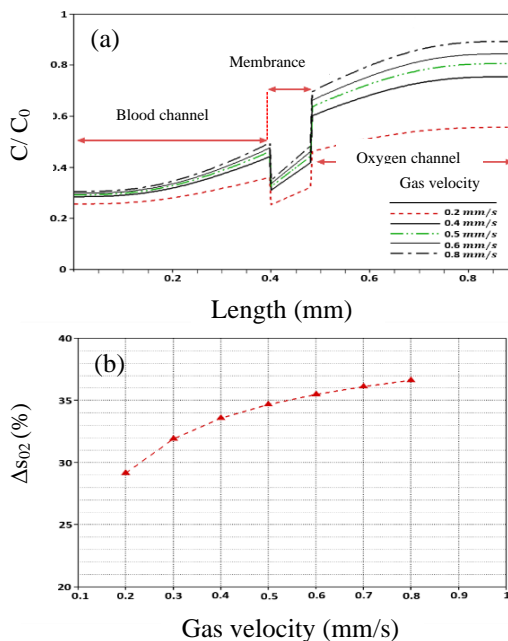 (a)
1
Membrance
Blood channel
C/ C0
3.6
0.4
0.2
0
Oxygen channel
Gas velocity
0.2 mm/s
0.4 mm/s
0.5 mm/s
0.6 mm/s
0.8 mm/s
0 0.2 0.4 0.6 0.8
Length (mm)
(b)
40
35
30
25
20
Δs02 (%)
0.1 0.2 0.3 0.4 0.5 0.6 0.7 0.8 0.9 1
Gas velocity (mm/s)